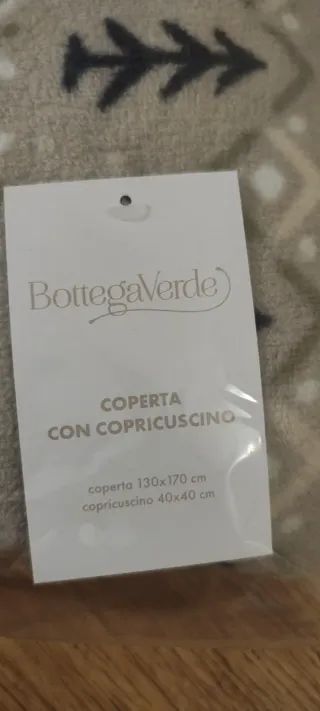 BottegaVerde
COPERTA
CON COPRICUSCINO
coperta 130x170 cm
copricuscino 40x40 cm